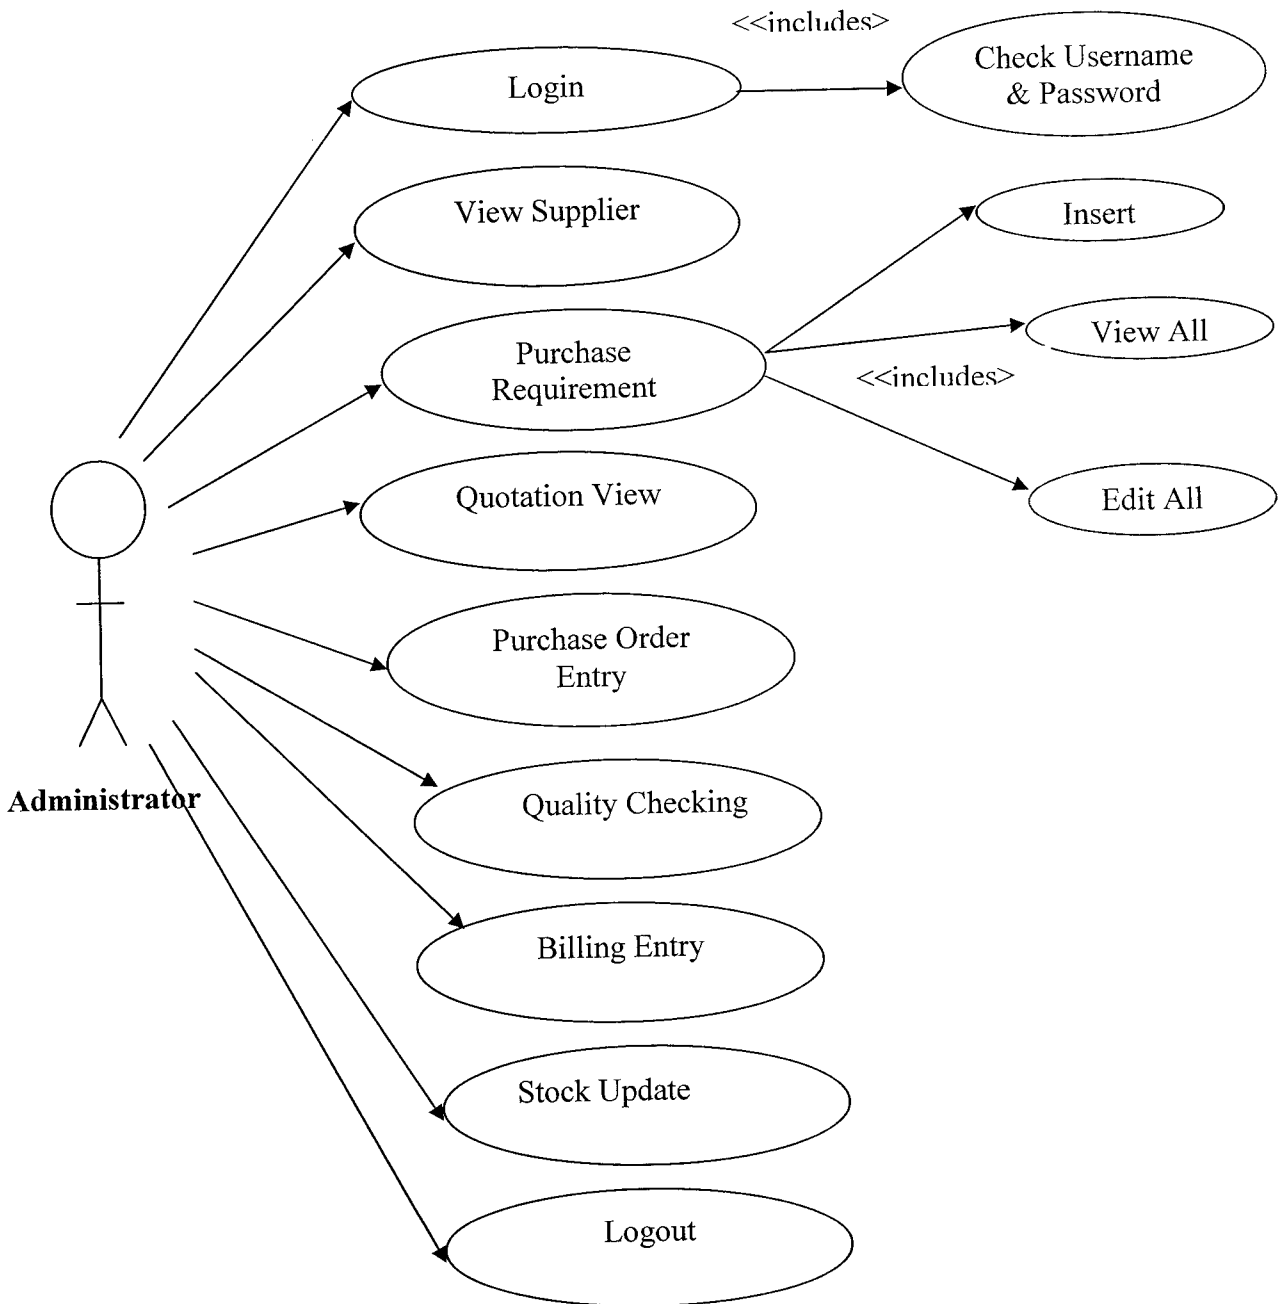 <<includes>
Login
Check Username
& Password
View Supplier
Insert
Purchase
Requirement
View All
<<includes>
Quotation View
Edit All
Purchase Order
Entry
Administrator
Quality Checking
Billing Entry
Stock Update
Logout